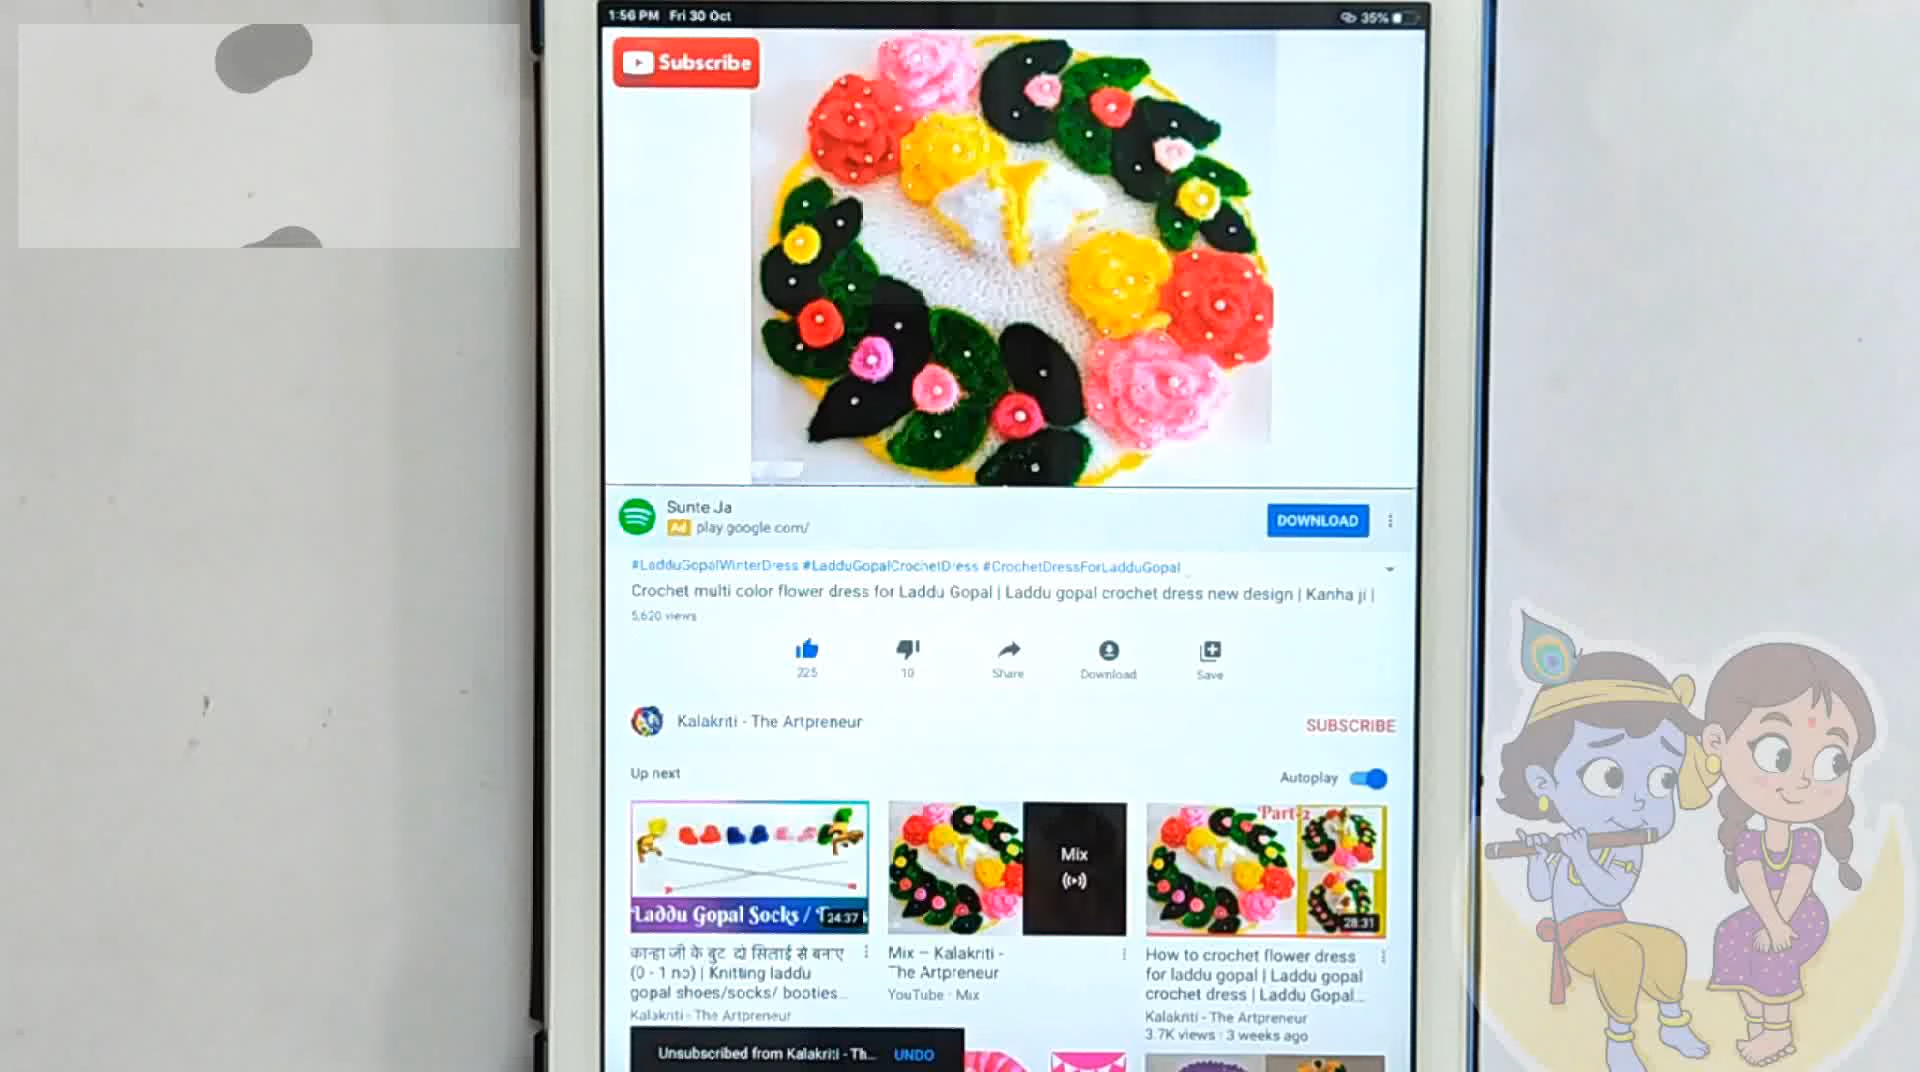 1:56 PM Fri 30 Oct
35%
Subscribe
Sunte Ja
Ad play.google.com/
DOWNLOAD
#LadduGopalWinterDress #LadduGopalCrochetDress #CrochetDressForLadduGopal
Crochet multi color flower dress for Laddu Gopal | Laddu gopal crochet dress new design | Kanha ji |
5,620 views
225
10
Share
Download
Save
Kalakriti - The Artpreneur
SUBSCRIBE
Up next
Autoplay
Laddu Gopal Socks /
24:37
Mix
Part-2
28:31
कान्हा जी के बुट दो सिलाई से बनाए
(0 - 1 no) | Knitting laddu
gopal shoes/socks/ booties...
Kalakriti - The Artpreneur
Mix – Kalakriti -
The Artpreneur
YouTube · Mix
How to crochet flower dress
for laddu gopal | Laddu gopal
crochet dress | Laddu Gopal...
Kalakriti - The Artpreneur
3.7K views · 3 weeks ago
Unsubscribed from Kalakriti - Th...
UNDO